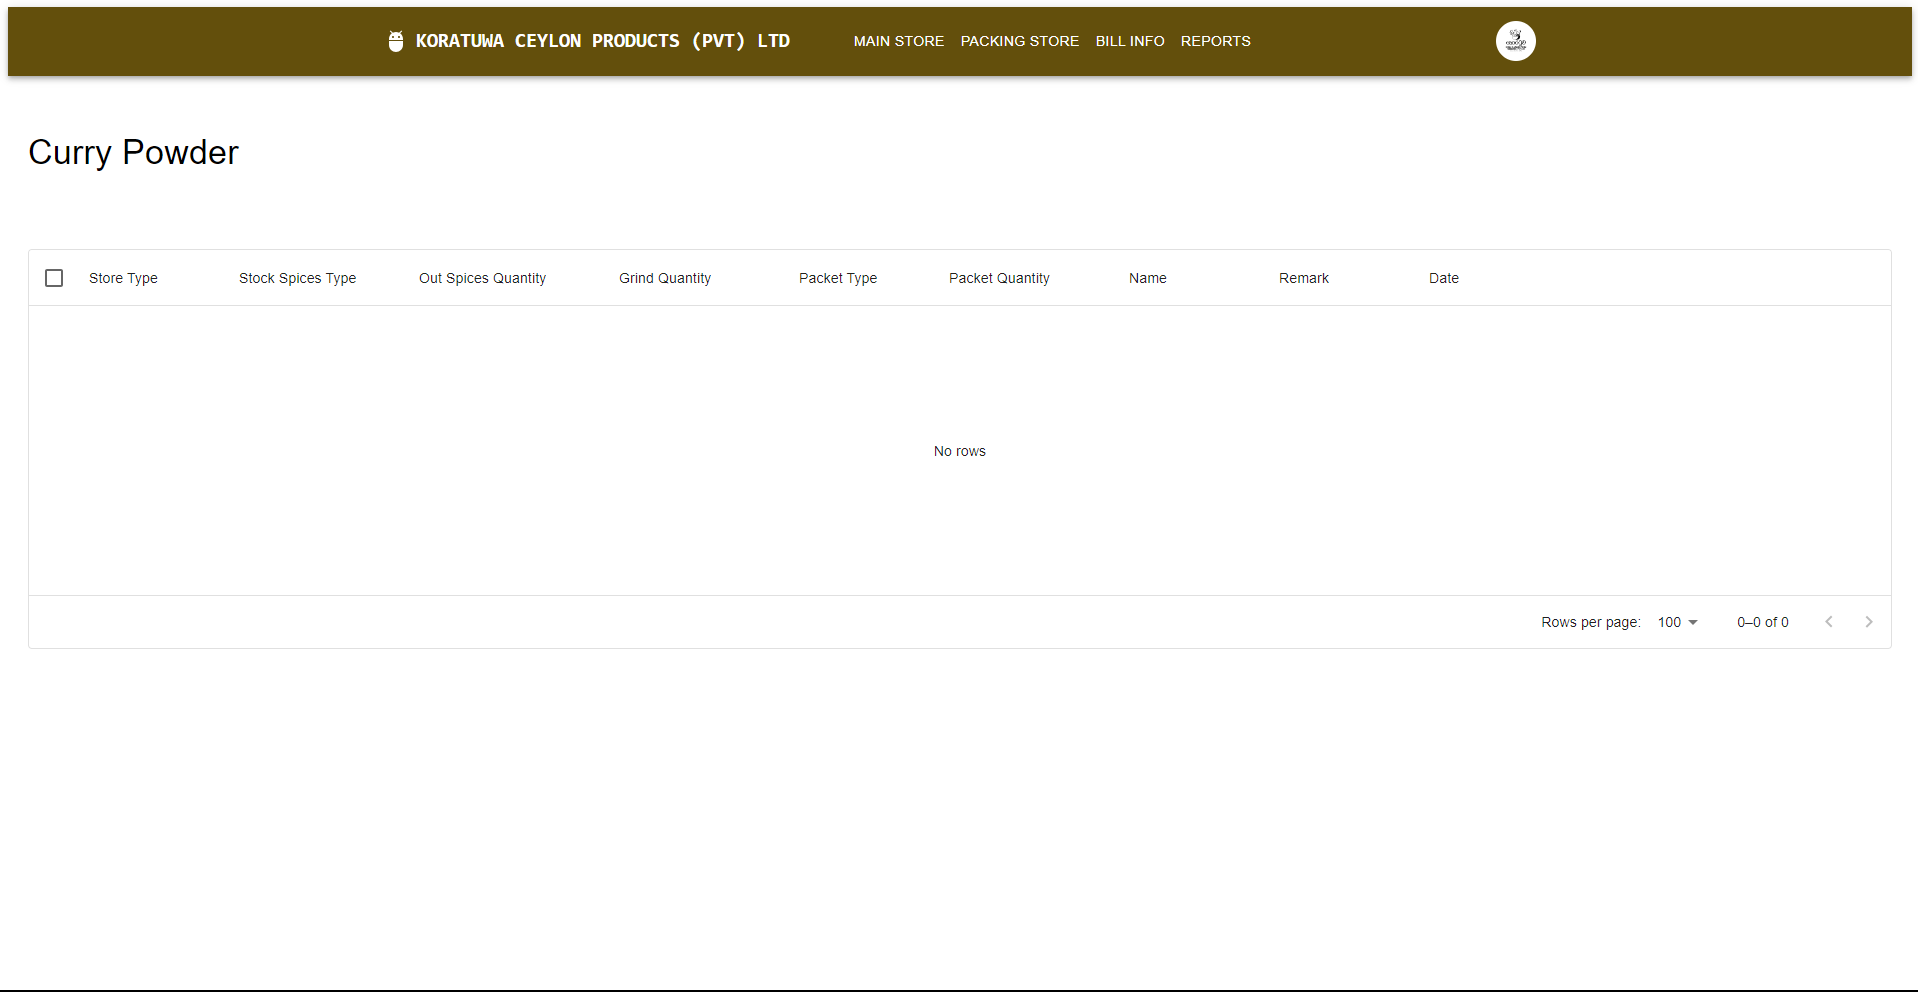 KORATUWA CEYLON PRODUCTS (PVT) LTD MAIN STORE PACKING STORE BILL INFO REPORTS
Curry Powder
Store Type Stock Spices Type Out Spices Quantity Grind Quantity Packet Type Packet Quantity Name Remark Date
No rows
Rows per page: 100 0–0 of 0